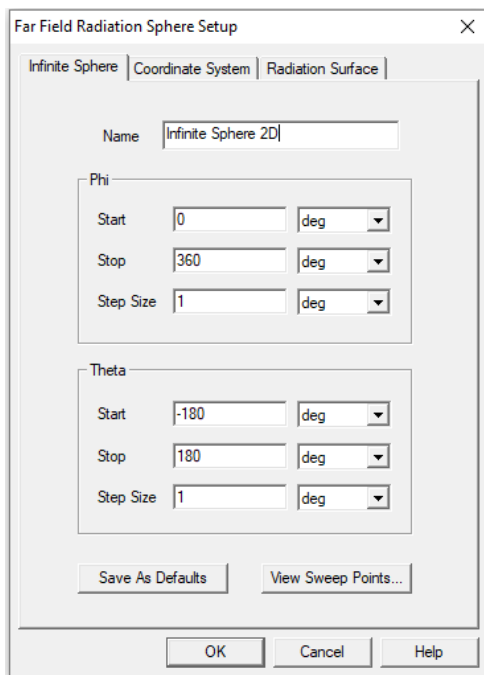 Far Field Radiation Sphere Setup
Infinite Sphere Coordinate System Radiation Surface
Name Infinite Sphere 2D
Phi
Start 0 deg
Stop 360 deg
Step Size 1 deg
Theta
Start -180 deg
Stop 180 deg
Step Size 1 deg
Save As Defaults View Sweep Points...
OK Cancel Help